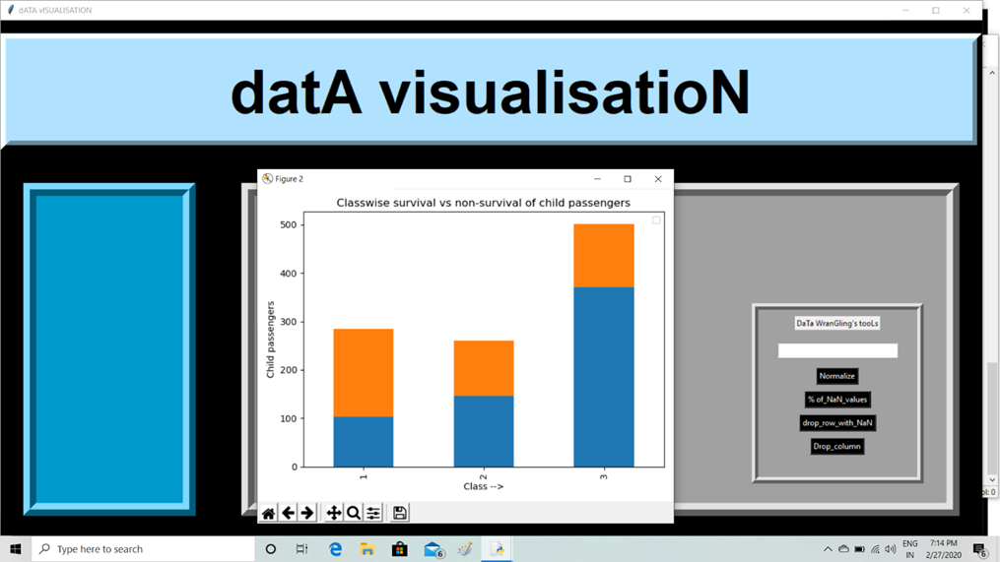 dATA vISUALISATION
datA visualisatioN
Figure 2
Classwise survival vs non-survival of child passengers
500
400
300
200
100
0
Child passengers
1
2
3
Class -->
DaTa WranGling's tooLs
Normalize
% of_NaN_values
drop_row_with_NaN
Drop_column
ol: 0
Type here to search
6
ENG
IN
7:14 PM
2/27/2020
6